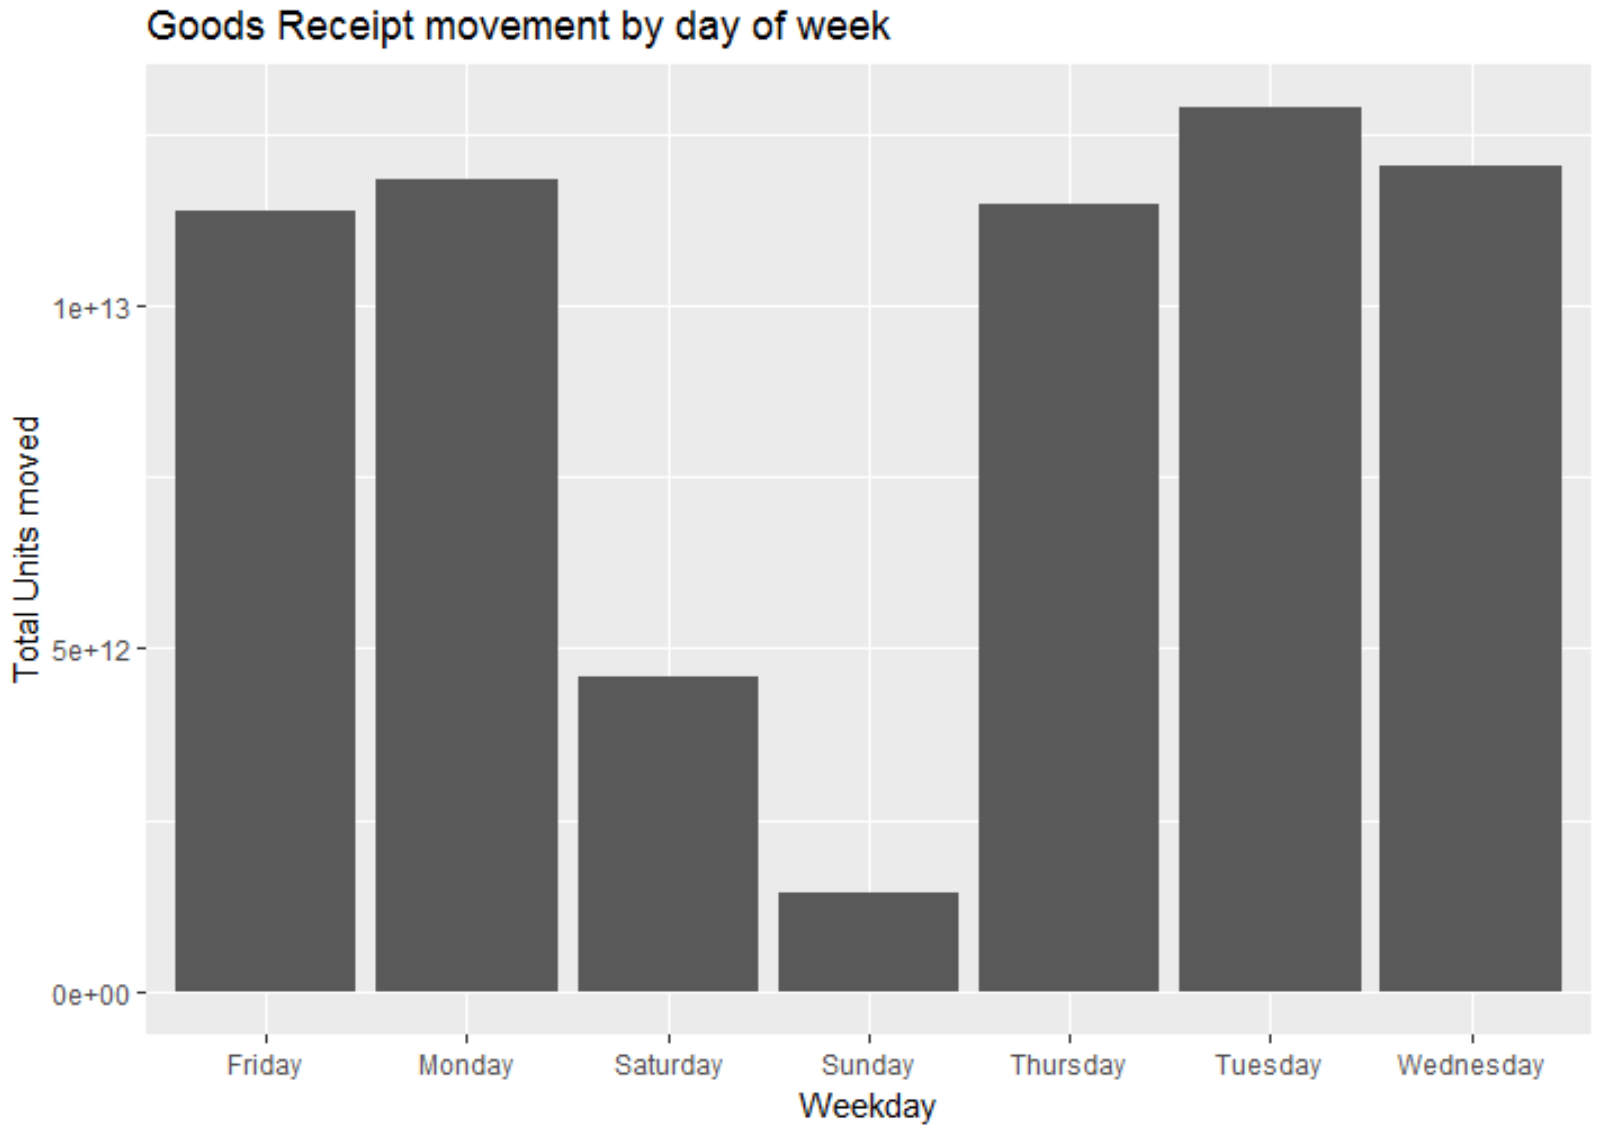 Goods Receipt movement by day of week
Total Units moved
1e+13
5e+12
0e+00
Friday Monday Saturday Sunday Thursday Tuesday Wednesday
Weekday